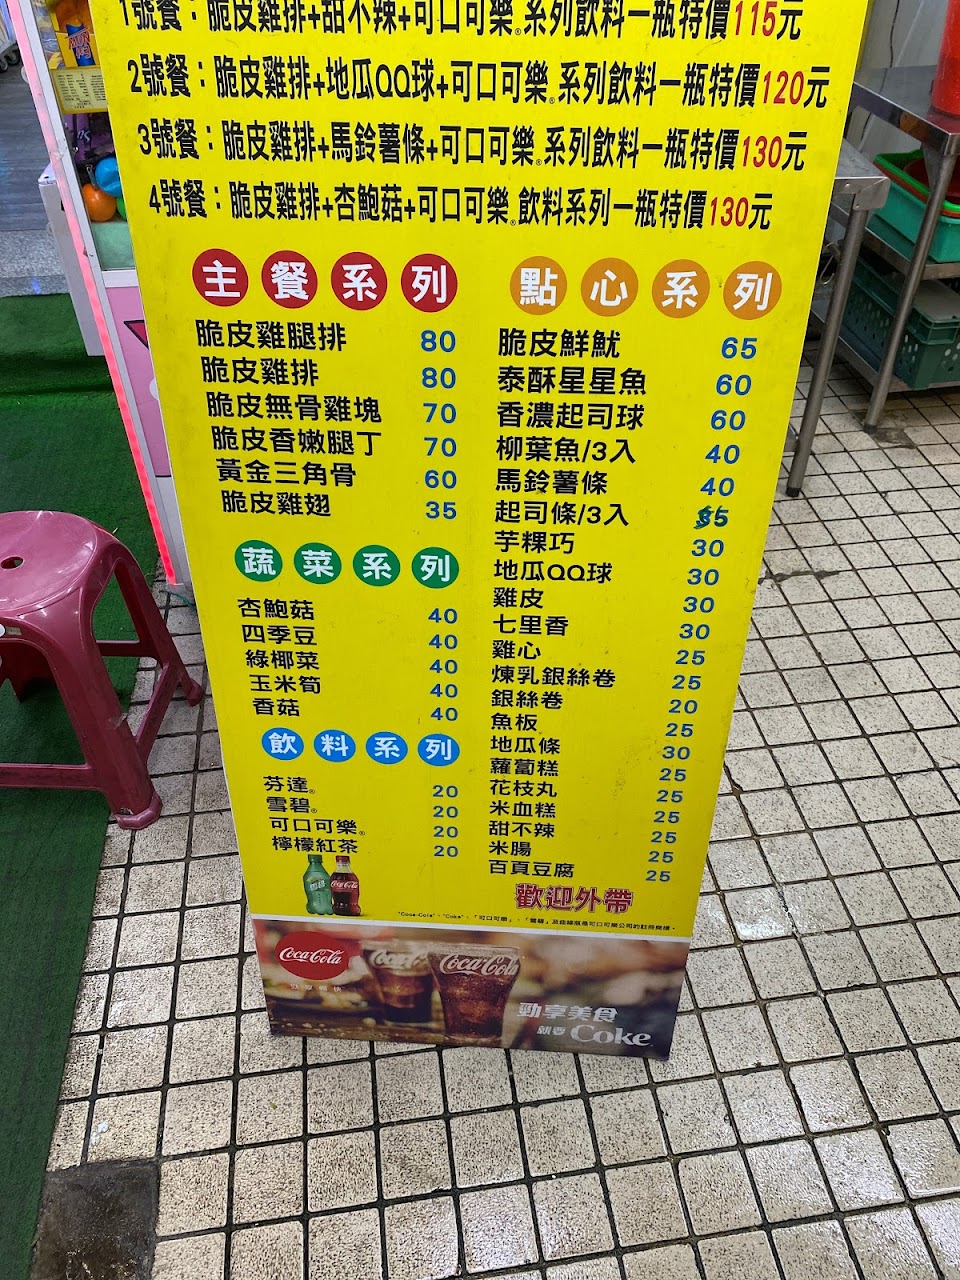 1號餐：脆皮雞排+甜不辣+可口可樂®系列飲料一瓶特價115元
2號餐：脆皮雞排+地瓜QQ球+可口可樂®系列飲料一瓶特價120元
3號餐：脆皮雞排+馬鈴薯條+可口可樂®系列飲料一瓶特價130元
4號餐：脆皮雞排+杏鮑菇+可口可樂®飲料系列一瓶特價130元
主餐系列
脆皮雞腿排 80
脆皮雞排 80
脆皮無骨雞塊 70
脆皮香嫩腿丁 70
黃金三角骨 60
脆皮雞翅 35
蔬菜系列
杏鮑菇 40
四季豆 40
綠椰菜 40
玉米筍 40
香菇 40
飲料系列
芬達® 20
雪碧® 20
可口可樂® 20
檸檬紅茶 20
點心系列
脆皮鮮魷 65
泰酥星星魚 60
香濃起司球 60
柳葉魚/3入 40
馬鈴薯條 40
起司條/3入
芋粿巧 30
地瓜QQ球 30
雞皮 30
七里香 30
雞心 25
煉乳銀絲卷 25
銀絲卷 20
魚板 25
地瓜條 30
蘿蔔糕 25
花枝丸 25
米血糕 25
甜不辣 25
米腸 25
百頁豆腐 25
歡迎外帶
Coca-Cola
Coca-Cola
勁享美食
就要Coke